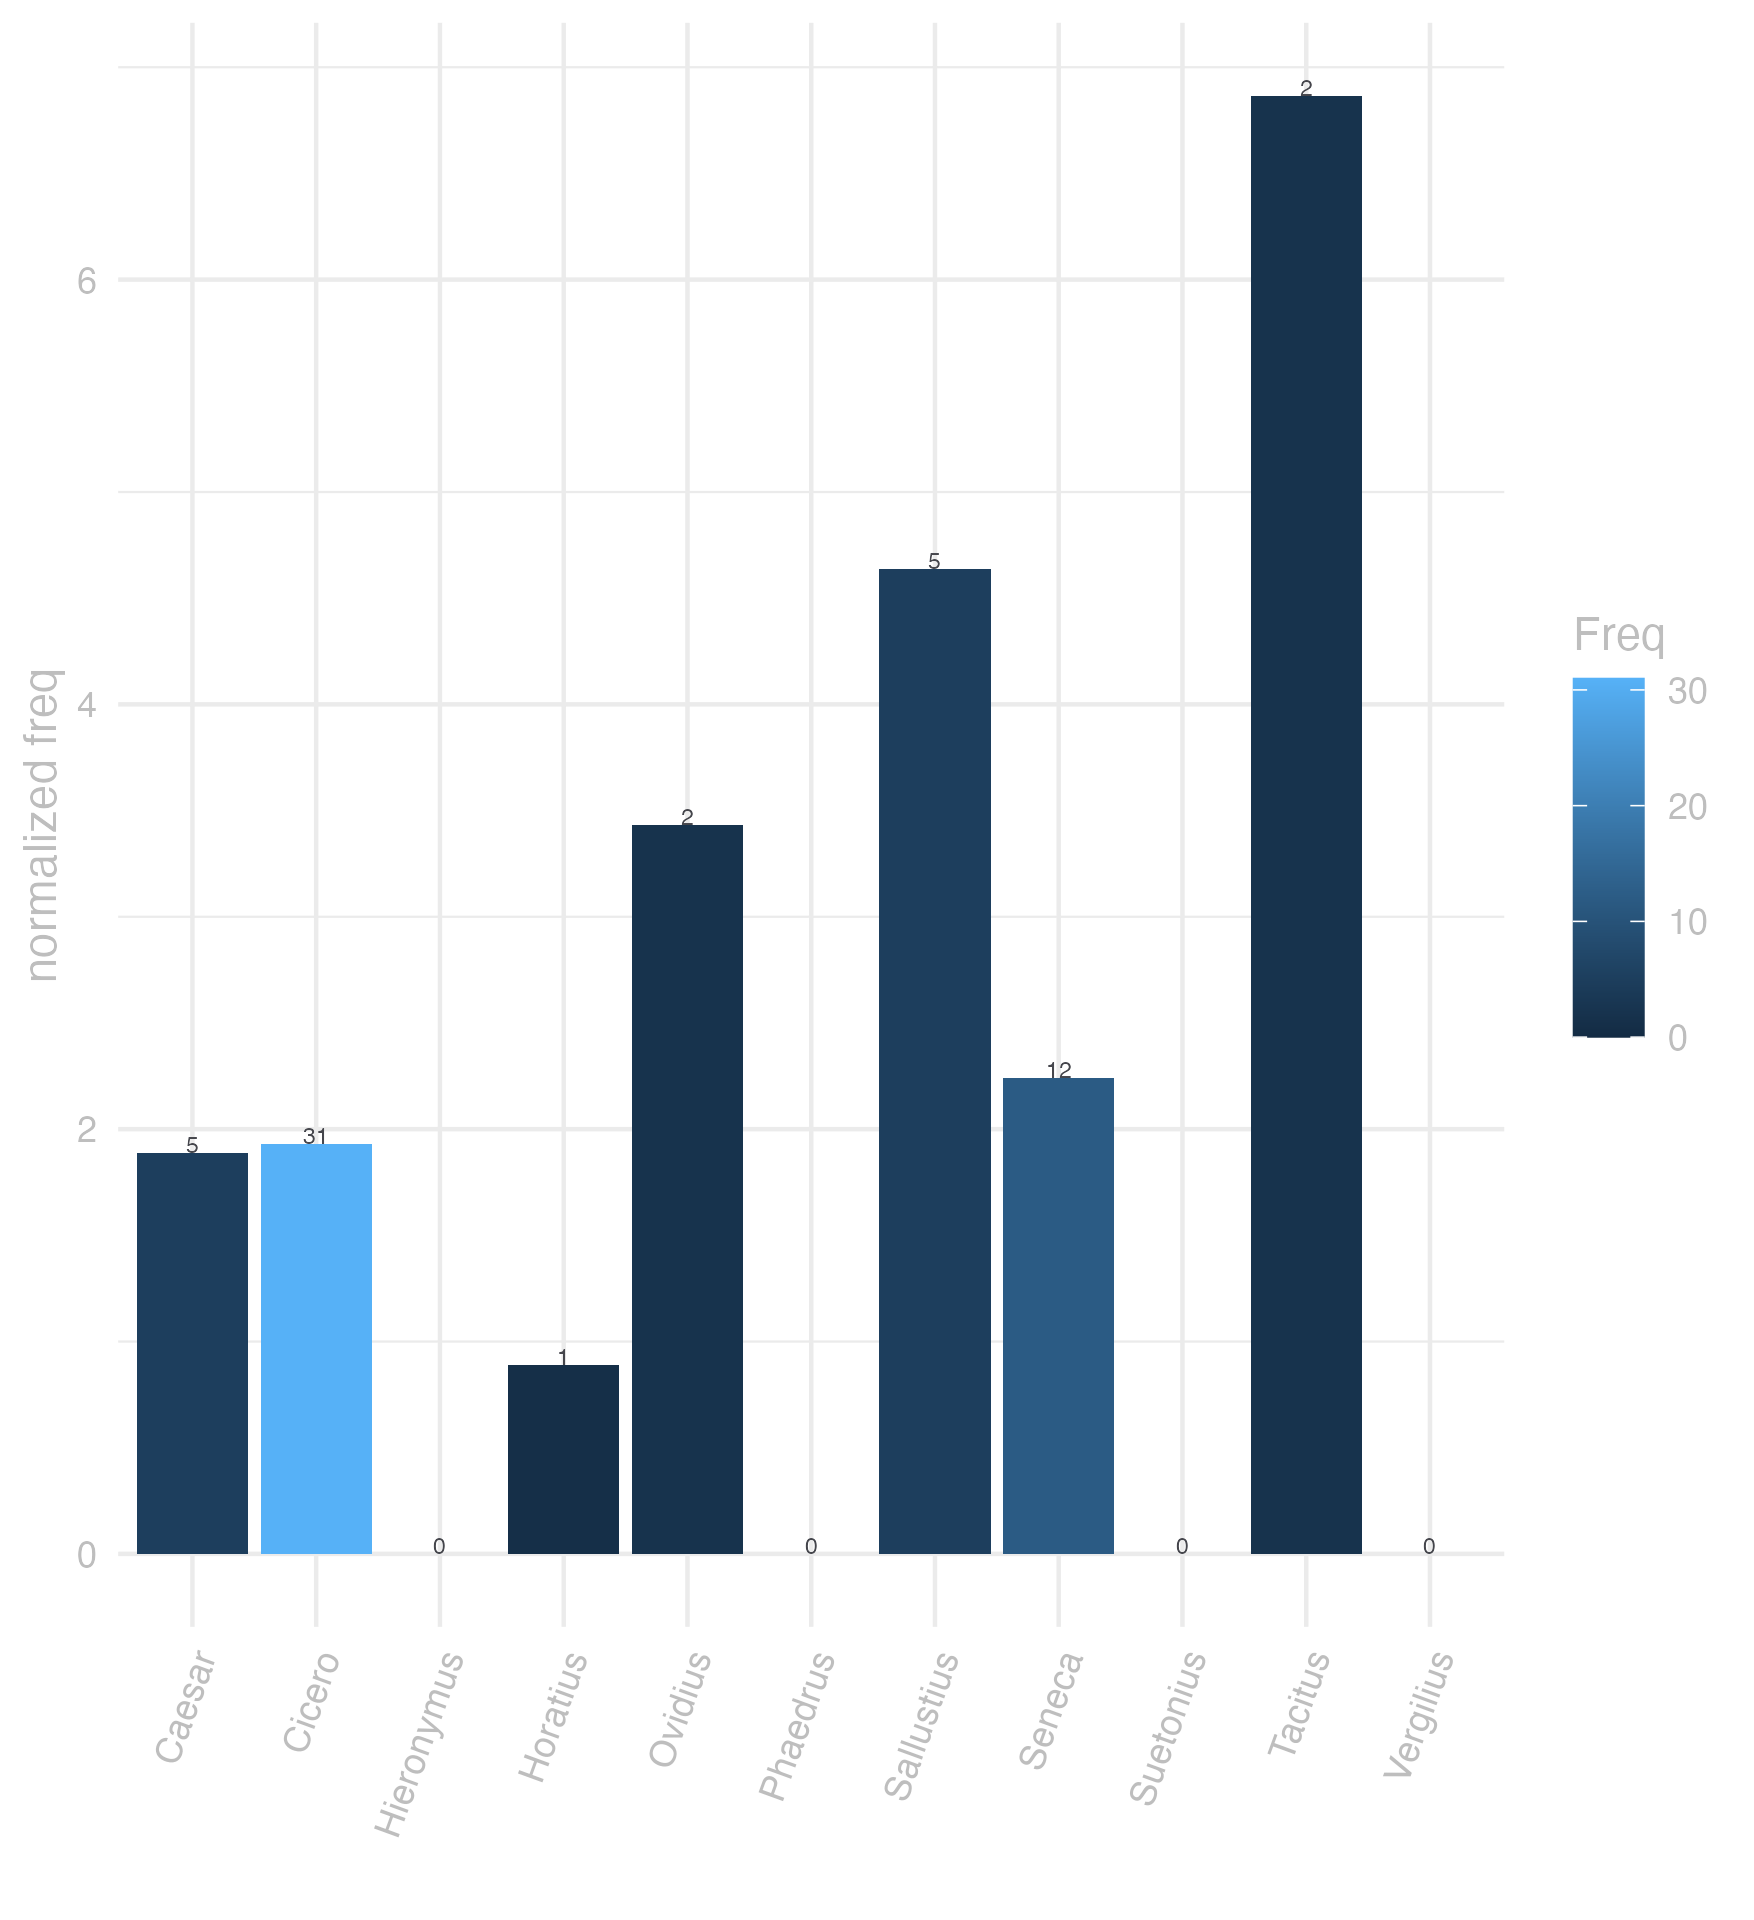 2
6
5
4
2
12
2
31
5
1
0
0
0
0
0
normalized freq
Caesar
Cicero
Hieronymus
Horatius
Ovidius
Phaedrus
Sallustius
Seneca
Suetonius
Tacitus
Vergilius
Freq
30
20
10
0